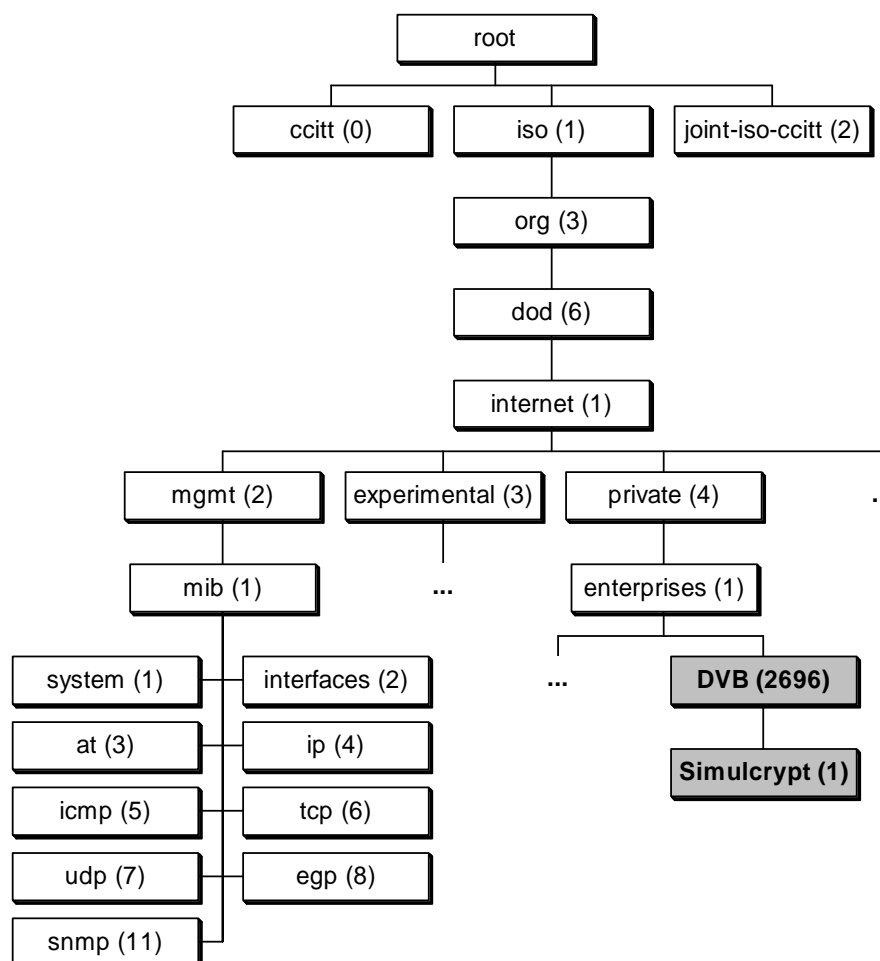 root
ccitt (0)
iso (1)
joint-iso-ccitt (2)
org (3)
dod (6)
internet (1)
mgmt (2)
experimental (3)
private (4)
.
mib (1)
...
enterprises (1)
system (1)
interfaces (2)
...
DVB (2696)
at (3)
ip (4)
Simulcrypt (1)
icmp (5)
tcp (6)
udp (7)
egp (8)
snmp (11)